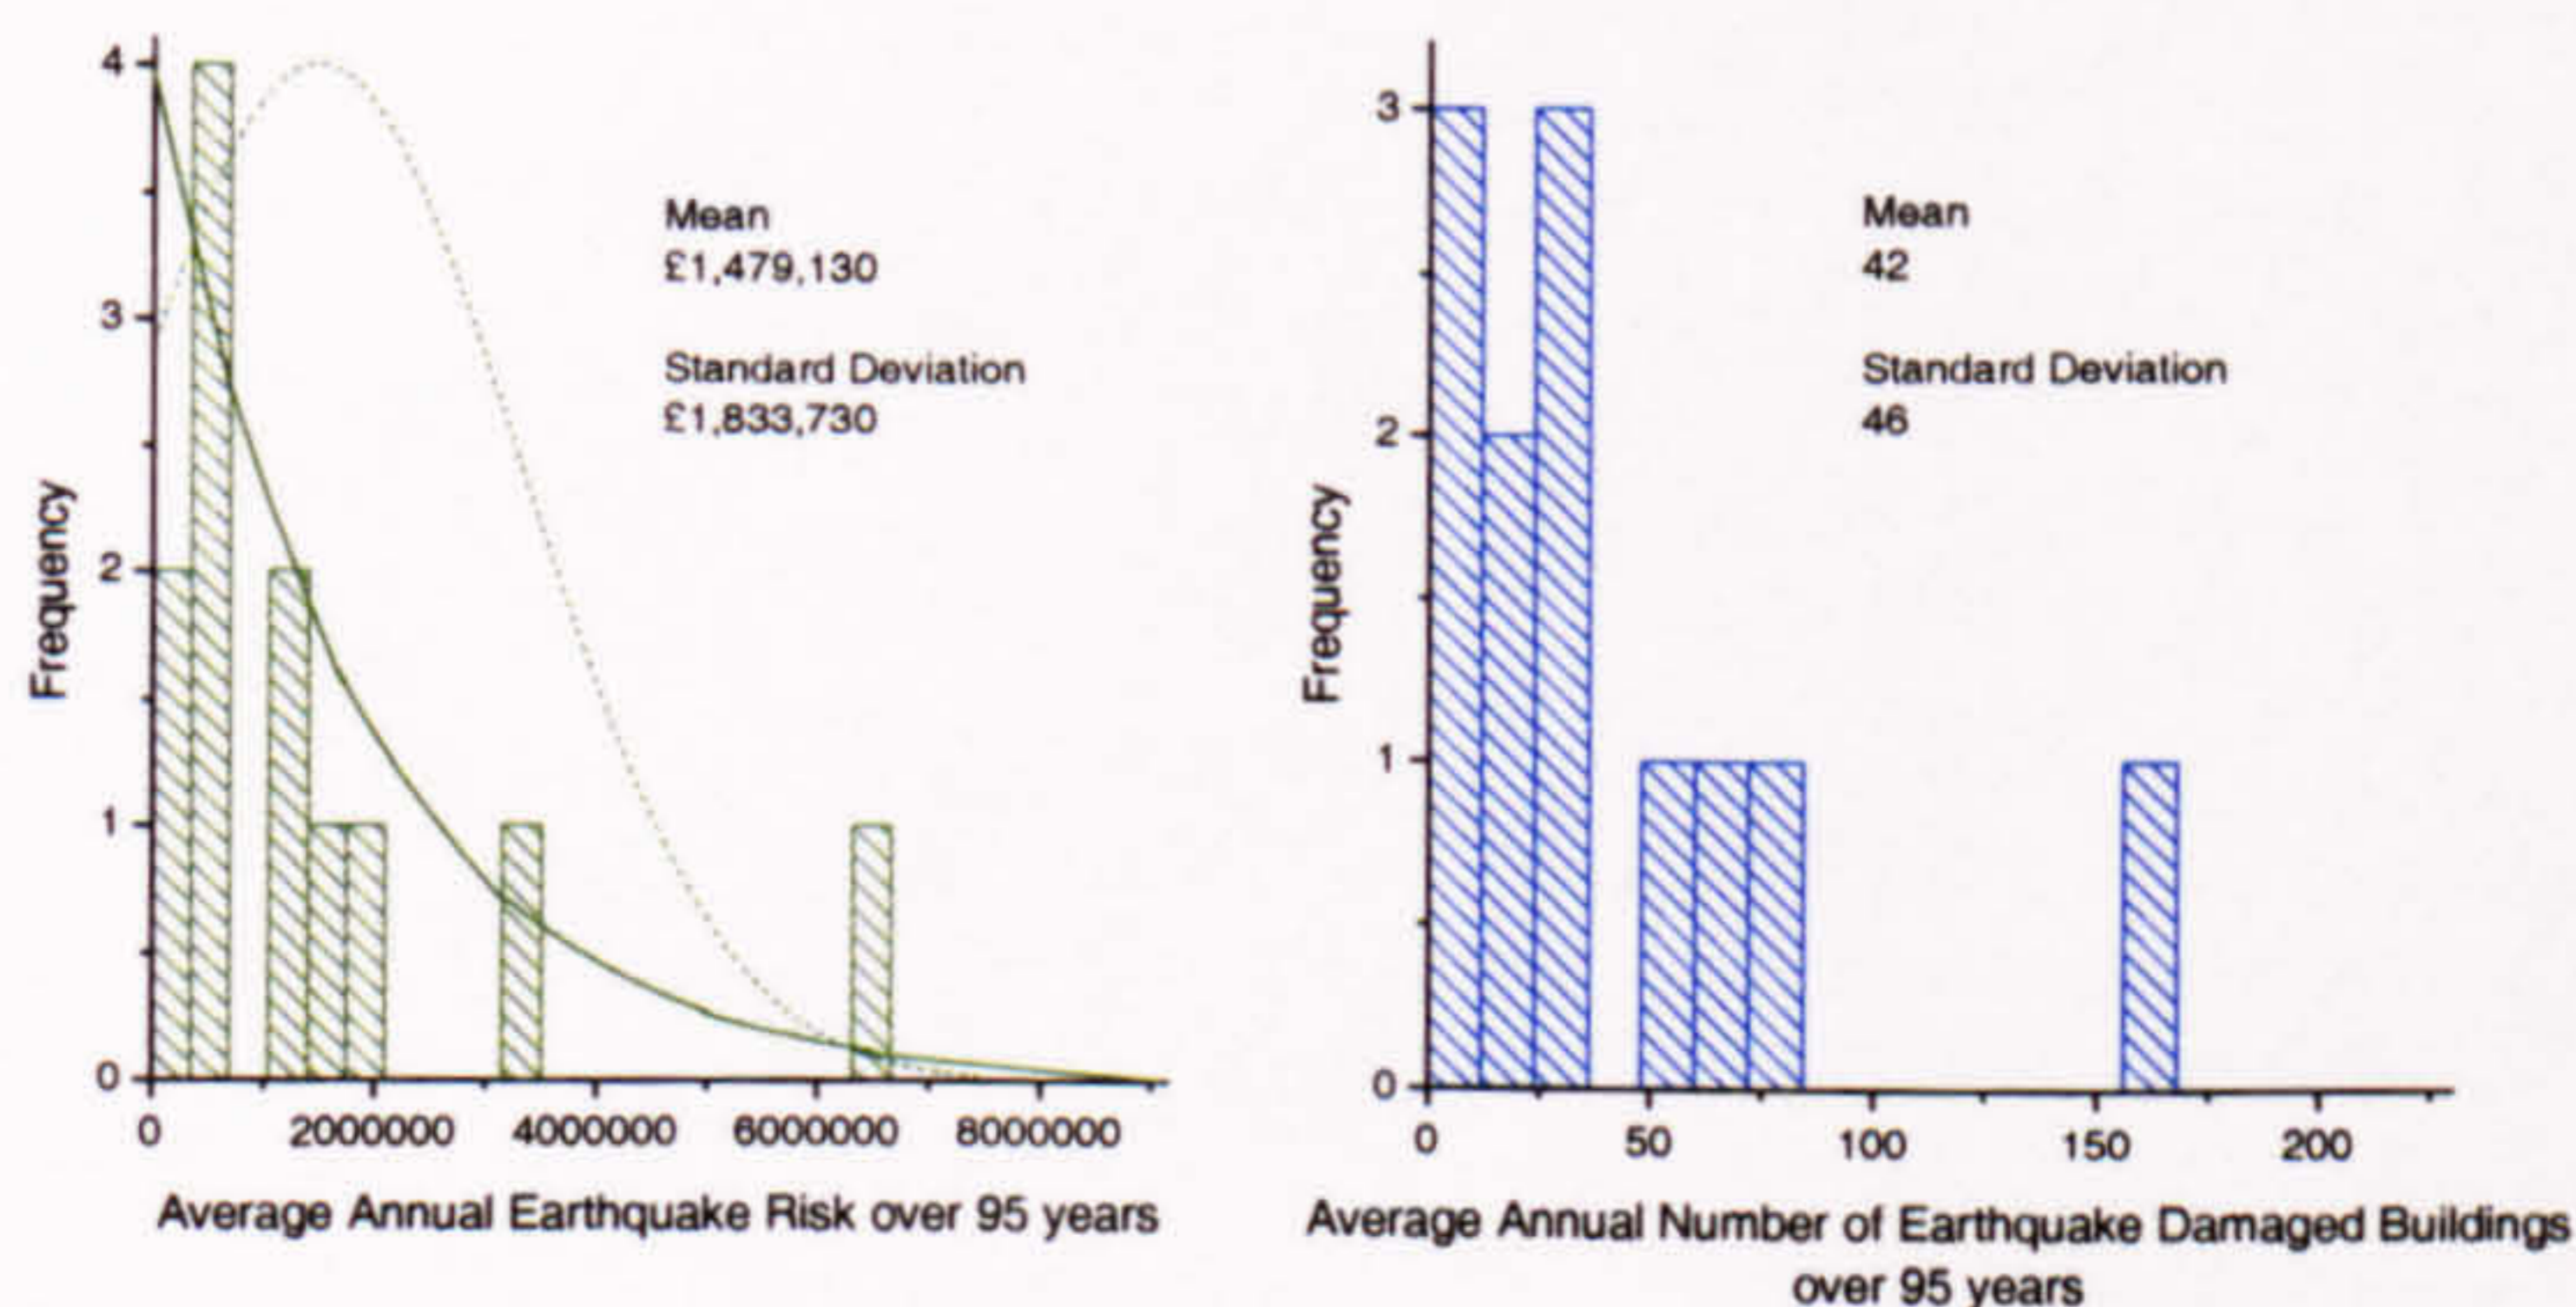 4
3
2
1
0
Frequency
Mean
£1,479,130
Standard Deviation
£1,833,730
0 2000000 4000000 6000000 8000000
Average Annual Earthquake Risk over 95 years
3
2
1
0
Frequency
Mean
42
Standard Deviation
46
0 50 100 150 200
Average Annual Number of Earthquake Damaged Buildings
over 95 years